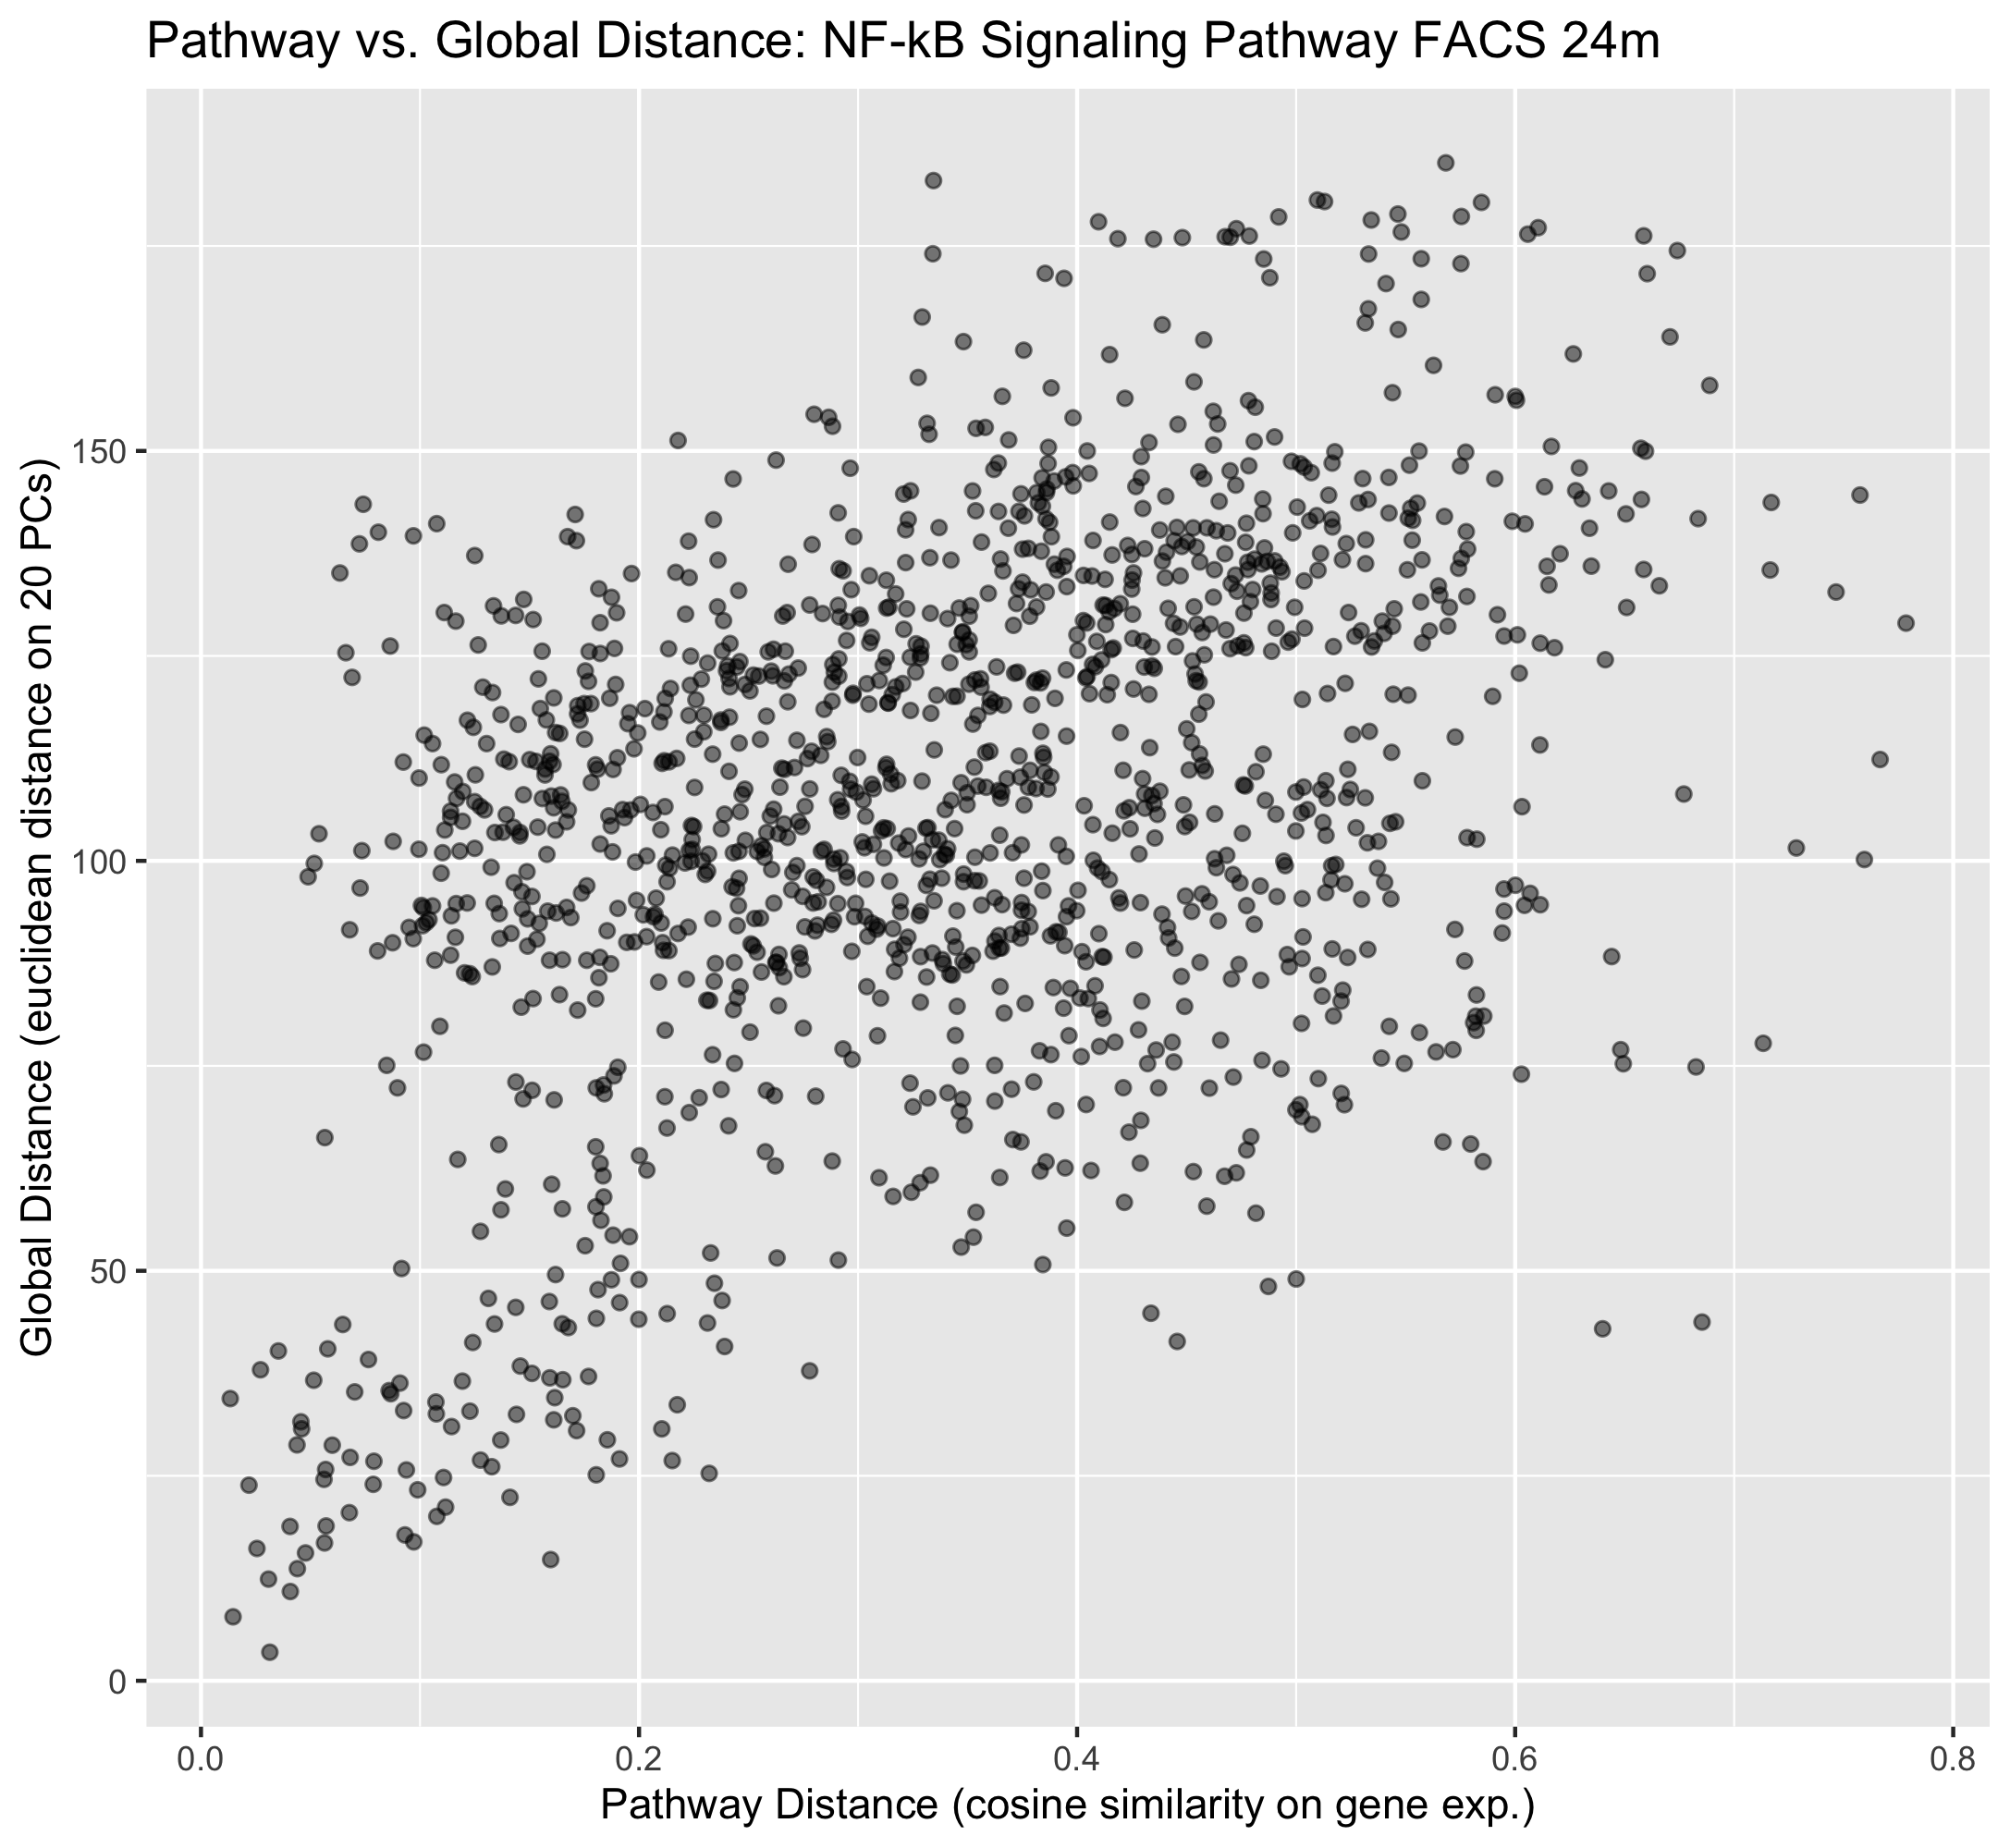 Pathway vs. Global Distance: NF-kB Signaling Pathway FACS 24m
Global Distance (euclidean distance on 20 PCs)
150
100
50
0
0.0 0.2 0.4 0.6 0.8
Pathway Distance (cosine similarity on gene exp.)